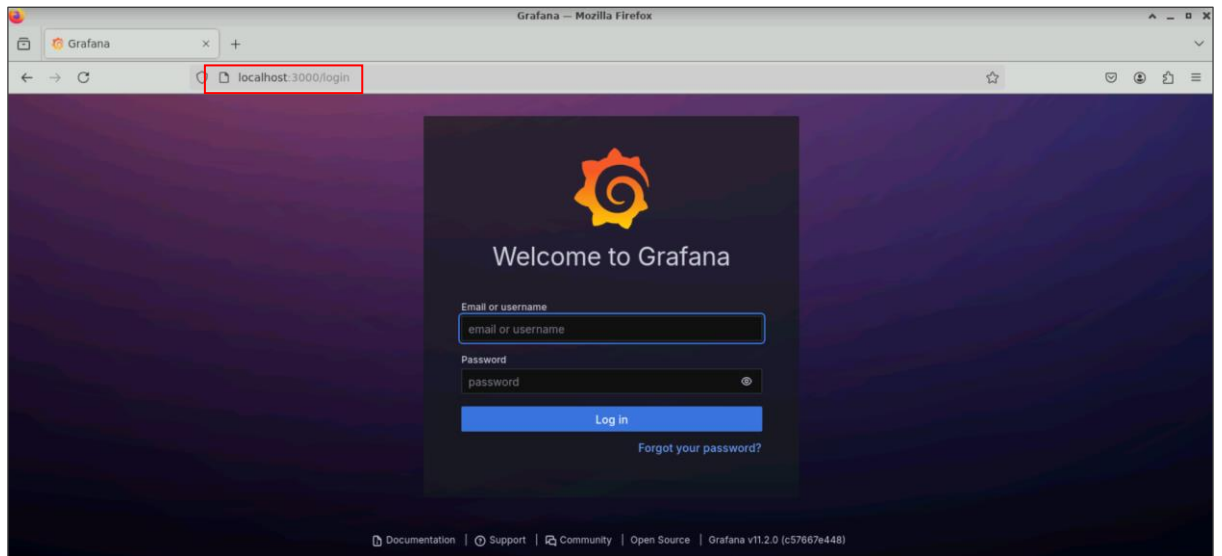 Grafana — Mozilla Firefox
Grafana
localhost:3000/login
Welcome to Grafana
Email or username
email or username
Password
password
Log in
Forgot your password?
Documentation | Support | Community | Open Source | Grafana v11.2.0 (c57667e448)